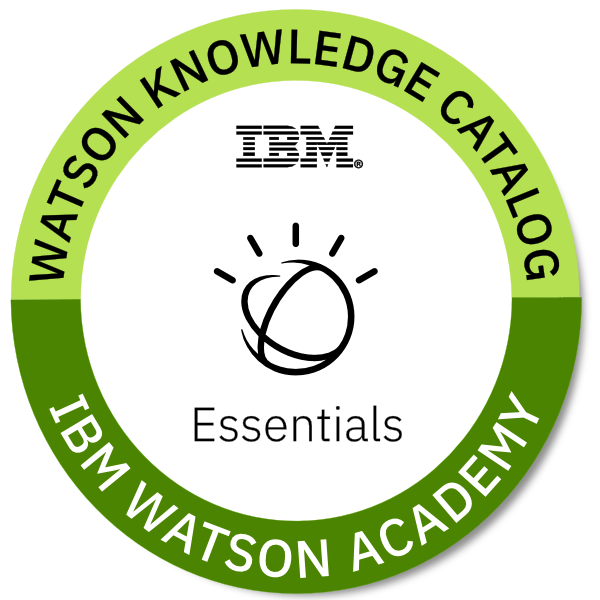 WATSON KNOWLEDGE CATALOG
IBM®
Essentials
IBM WATSON ACADEMY